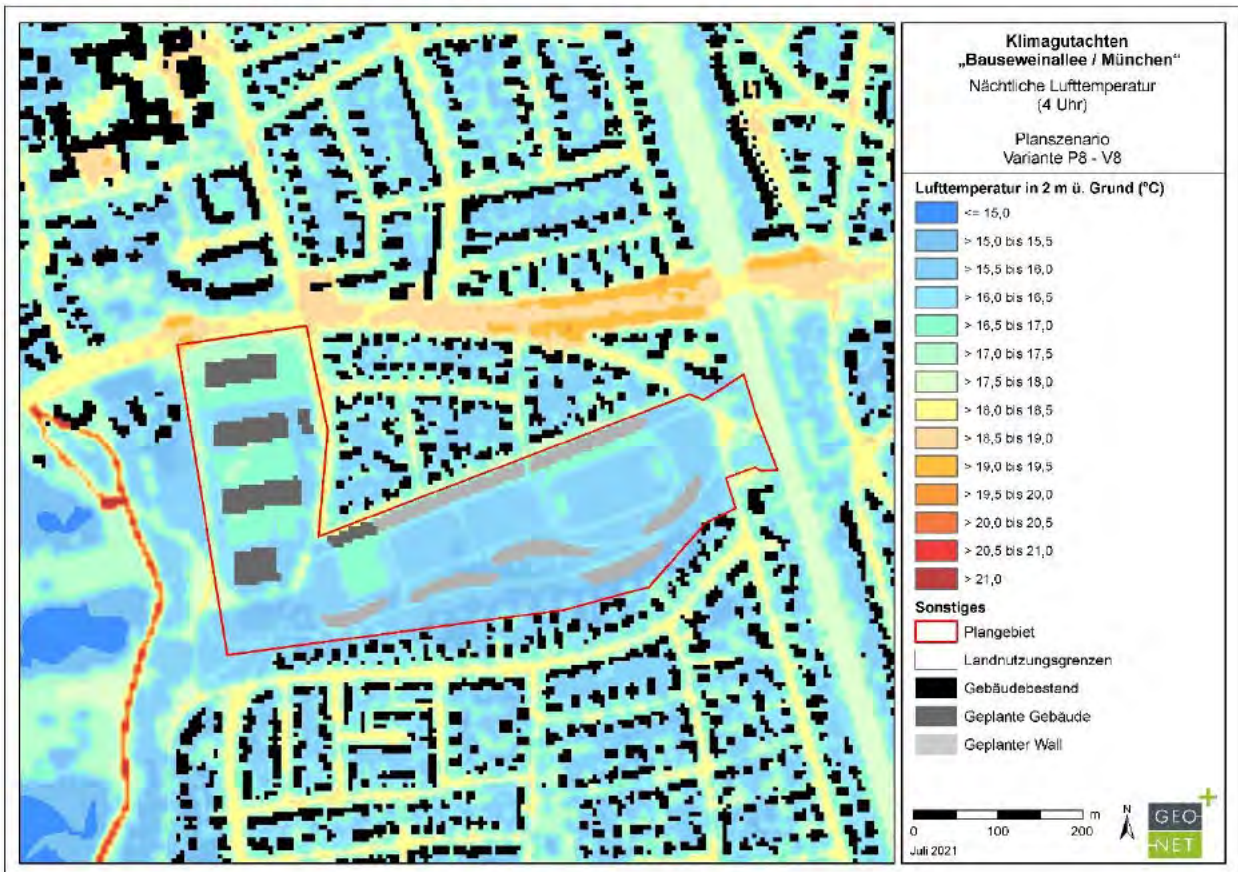 Klimagutachten
„Bauseweinallee / München“
Nächtliche Lufttemperatur
(4 Uhr)
Planszenario
Variante P8 - V8
Lufttemperatur in 2 m ü. Grund (°C)
<= 15,0
> 15,0 bis 15,5
> 15,5 bis 16,0
> 16,0 bis 16,5
> 16,5 bis 17,0
> 17,0 bis 17,5
> 17,5 bis 18,0
> 18,0 bis 18,5
> 18,5 bis 19,0
> 19,0 bis 19,5
> 19,5 bis 20,0
> 20,0 bis 20,5
> 20,5 bis 21,0
> 21,0
Sonstiges
Plangebiet
Landnutzungsgrenzen
Gebäudebestand
Geplante Gebäude
Geplanter Wall
m
N
0 100 200
Juli 2021
GEO-
NET